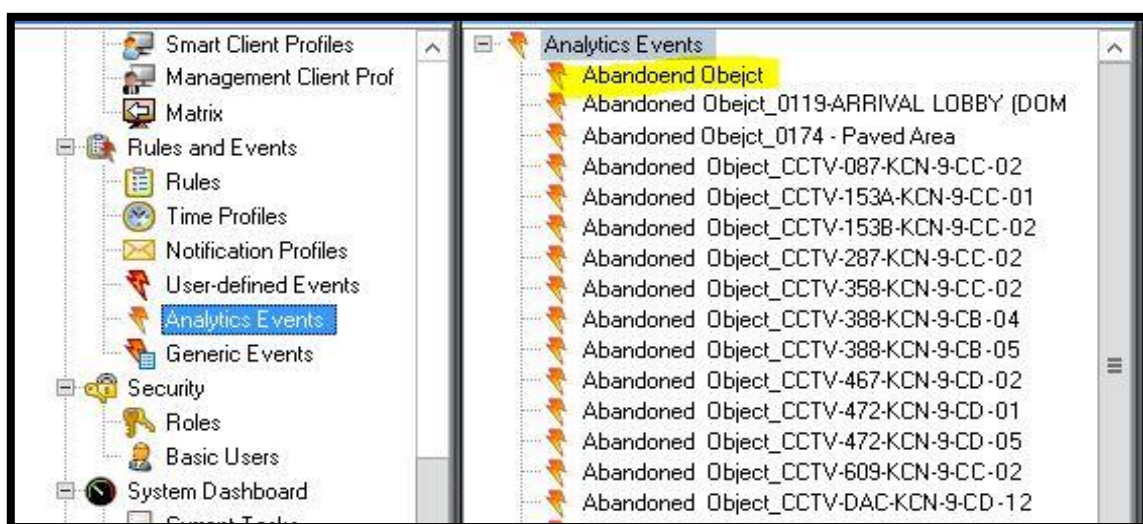 Smart Client Profiles
Management Client Prof
Matrix
Rules and Events
Rules
Time Profiles
Notification Profiles
User-defined Events
Analytics Events
Generic Events
Security
Roles
Basic Users
System Dashboard
Current Tasks
Analytics Events
Abandoend Obejct
Abandoned Obejct_0119-ARRIVAL LOBBY (DOM
Abandoned Obejct_0174 - Paved Area
Abandoned Object_CCTV-087-KCN-9-CC-02
Abandoned Object_CCTV-153A-KCN-9-CC-01
Abandoned Object_CCTV-153B-KCN-9-CC-02
Abandoned Object_CCTV-287-KCN-9-CC-02
Abandoned Object_CCTV-358-KCN-9-CC-02
Abandoned Object_CCTV-388-KCN-9-CB-04
Abandoned Object_CCTV-388-KCN-9-CB-05
Abandoned Object_CCTV-467-KCN-9-CD-02
Abandoned Object_CCTV-472-KCN-9-CD-01
Abandoned Object_CCTV-472-KCN-9-CD-05
Abandoned Object_CCTV-609-KCN-9-CC-02
Abandoned Object_CCTV-DAC-KCN-9-CD-12